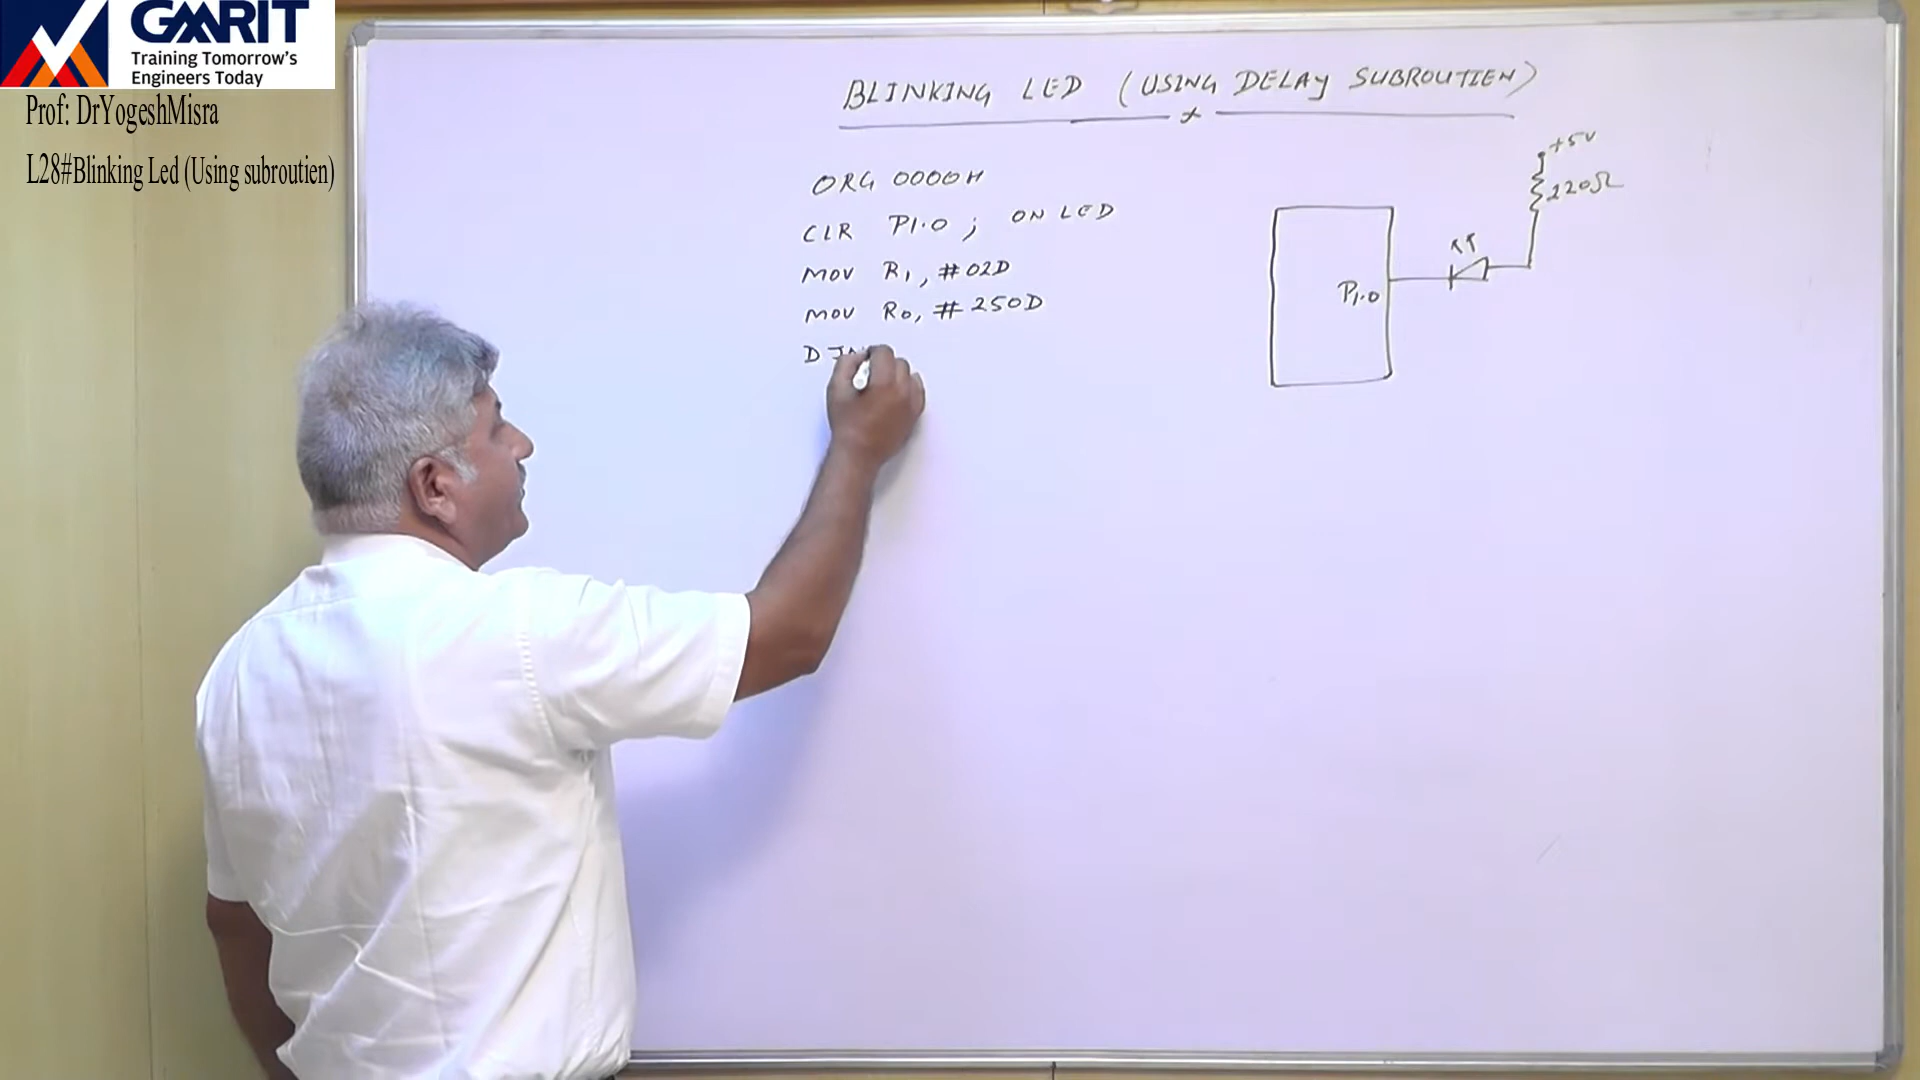 GMRIT
Training Tomorrow's
Engineers Today
Prof: DrYogeshMisra
L28#Blinking Led (Using subroutien)
BLINKING LED (USING DELAY SUBROUTIEN)
ORG 0000H
CLR P1.0 ; ON LED
MOV R1, #02D
MOV R0, #250D
+5V
220Ω
P1.0